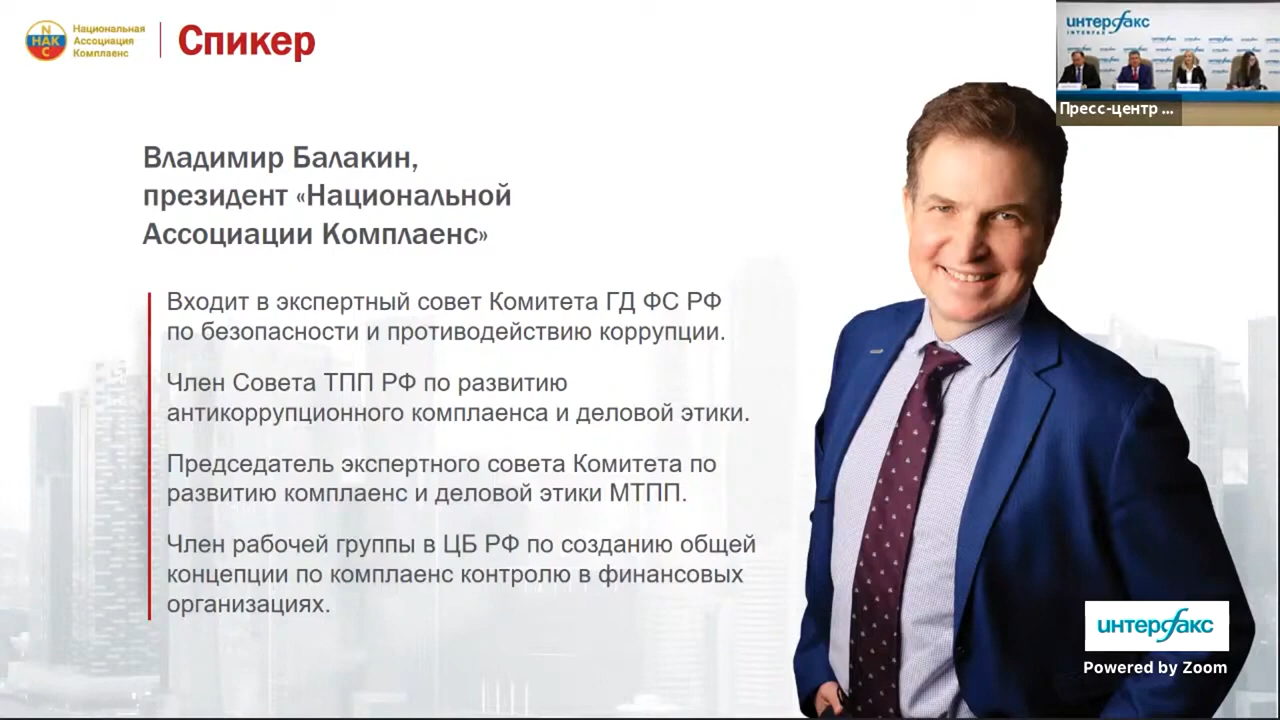 N
НАК
С
Национальная
Ассоциация
Комплаенс
Спикер
интерфакс
INTERFAX
Пресс-центр ...
Владимир Балакин,
президент «Национальной
Ассоциации Комплаенс»
Входит в экспертный совет Комитета ГД ФС РФ
по безопасности и противодействию коррупции.
Член Совета ТПП РФ по развитию
антикоррупционного комплаенса и деловой этики.
Председатель экспертного совета Комитета по
развитию комплаенс и деловой этики МТПП.
Член рабочей группы в ЦБ РФ по созданию общей
концепции по комплаенс контролю в финансовых
организациях.
интерфакс
Powered by Zoom